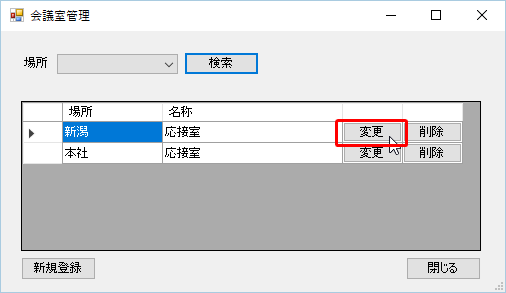 会議室管理
場所 検索
場所 名称
新潟 応接室 変更 削除
本社 応接室 変更 削除
新規登録 閉じる